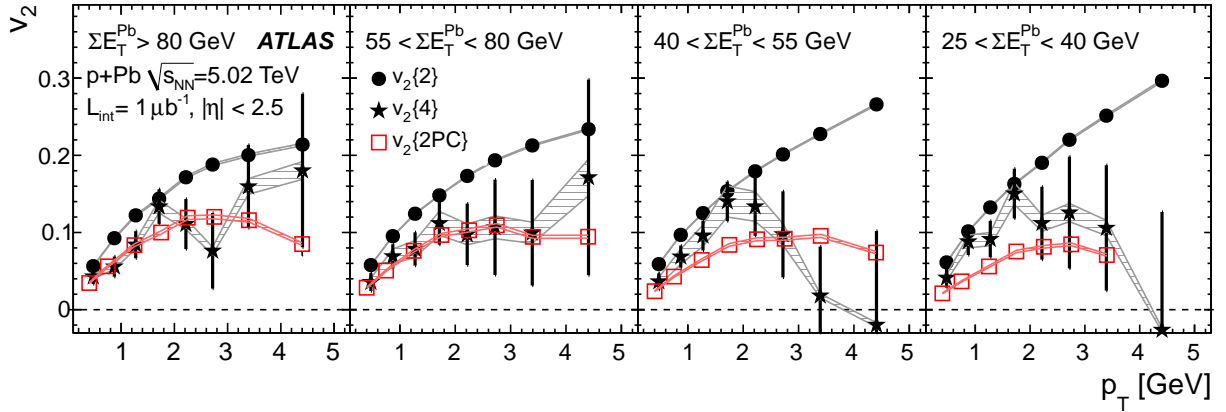 v₂
ΣE_T^Pb > 80 GeV ATLAS
p+Pb √s_NN=5.02 TeV
L_int= 1 μb⁻¹, |η| < 2.5
55 < ΣE_T^Pb < 80 GeV
v₂{2}
v₂{4}
v₂{2PC}
40 < ΣE_T^Pb < 55 GeV
25 < ΣE_T^Pb < 40 GeV
0.3
0.2
0.1
0
1 2 3 4 5 1 2 3 4 5 1 2 3 4 5 1 2 3 4 5
p_T [GeV]